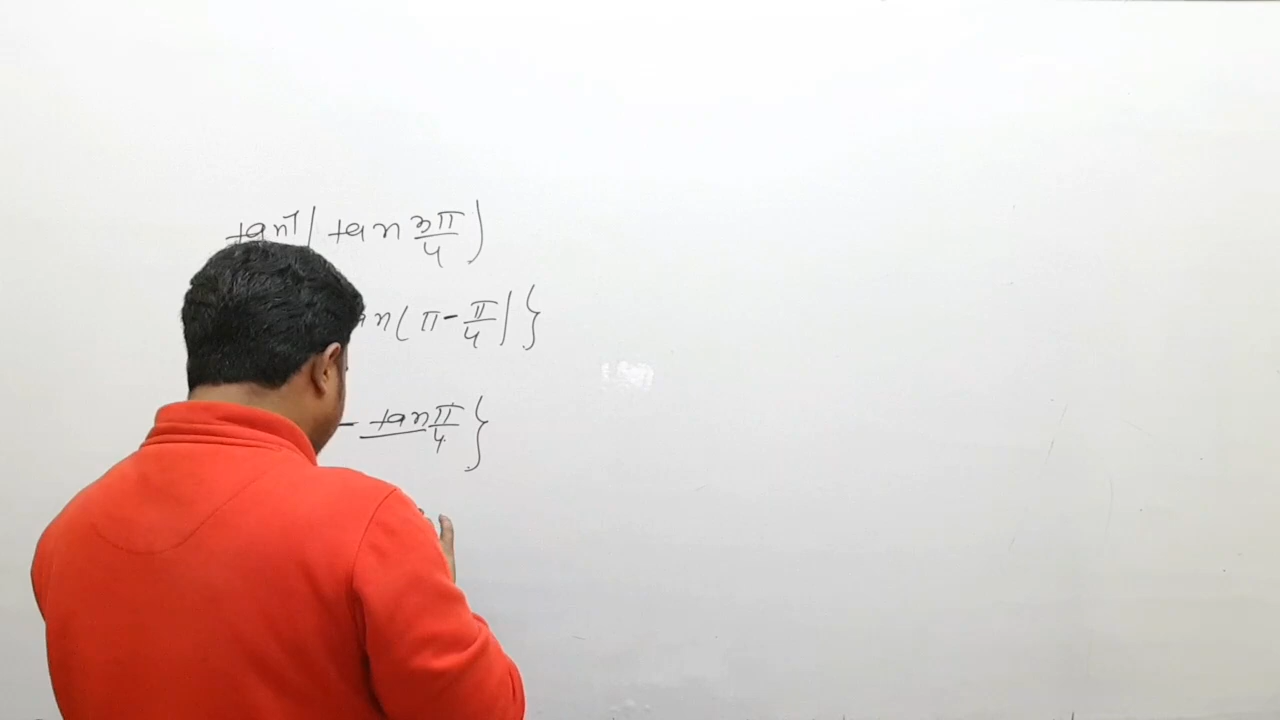 tan⁻¹( tan 3π/4 )
n( π - π/4 ) }
- tan π/4 }